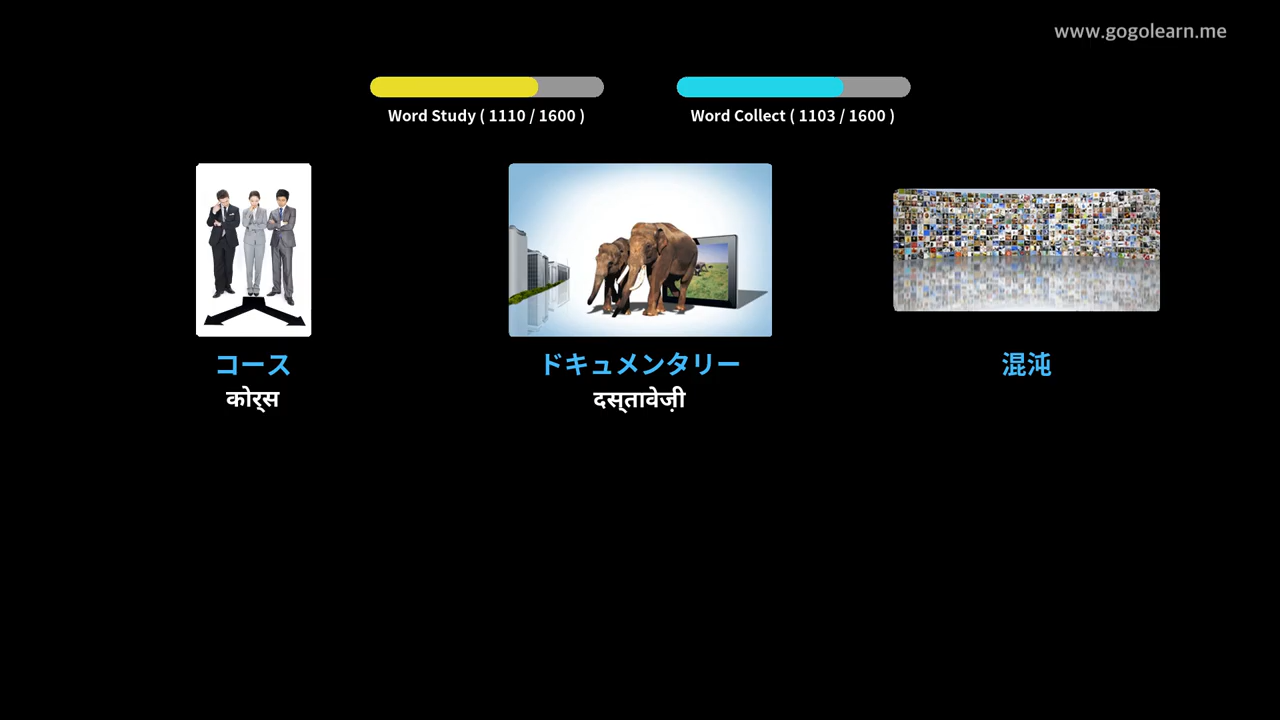 www.gogolearn.me
Word Study ( 1110 / 1600 )
Word Collect ( 1103 / 1600 )
コース
ドキュメンタリー
混沌
कोर्स
दस्तावेज़ी